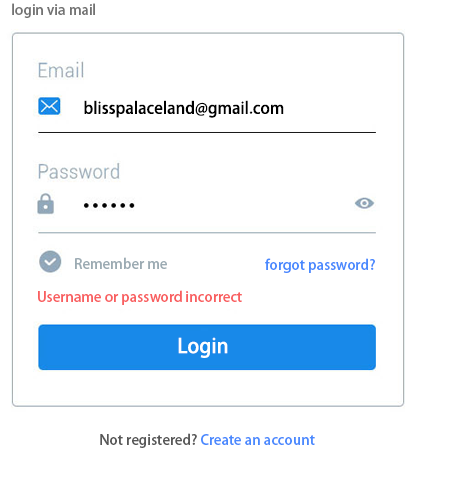 login via mail
Email
blisspalaceland@gmail.com
Password
••••••
Remember me forgot password?
Username or password incorrect
Login
Not registered? Create an account